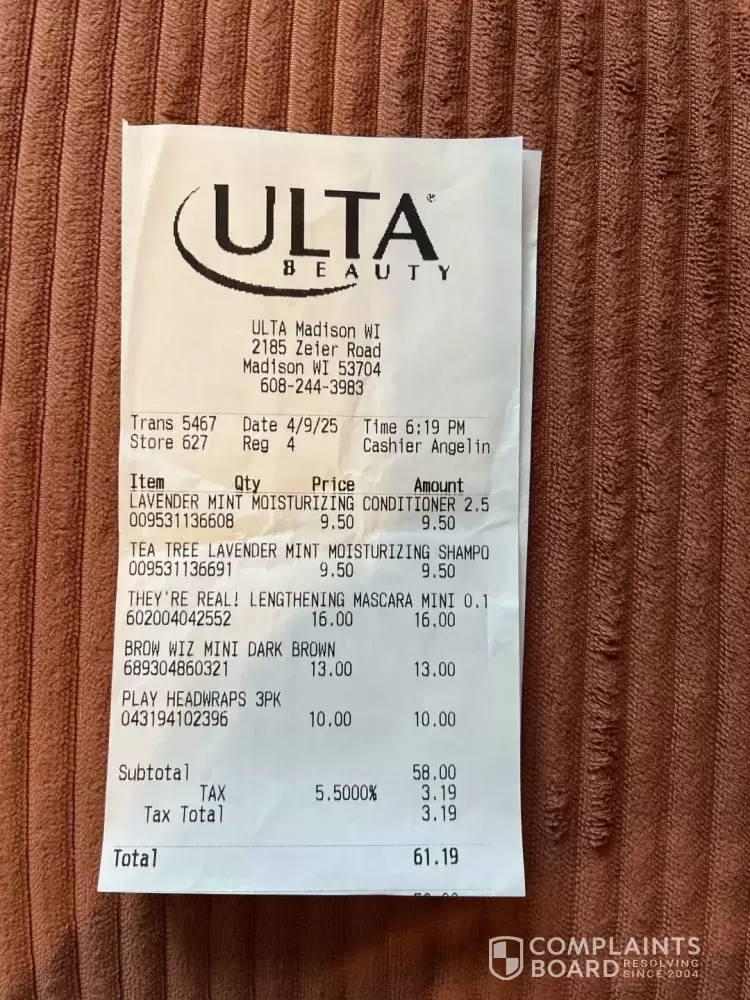 ULTA®
BEAUTY
ULTA Madison WI
2185 Zeier Road
Madison WI 53704
608-244-3983
Trans 5467 Date 4/9/25 Time 6:19 PM
Store 627 Reg 4 Cashier Angelin
Item Qty Price Amount
LAVENDER MINT MOISTURIZING CONDITIONER 2.5
009531136608 9.50 9.50
TEA TREE LAVENDER MINT MOISTURIZING SHAMPO
009531136691 9.50 9.50
THEY'RE REAL! LENGTHENING MASCARA MINI 0.1
602004042552 16.00 16.00
BROW WIZ MINI DARK BROWN
689304860321 13.00 13.00
PLAY HEADWRAPS 3PK
043194102396 10.00 10.00
Subtotal 58.00
TAX 5.5000% 3.19
Tax Total 3.19
Total 61.19
COMPLAINTS
BOARD RESOLVING
SINCE 2004